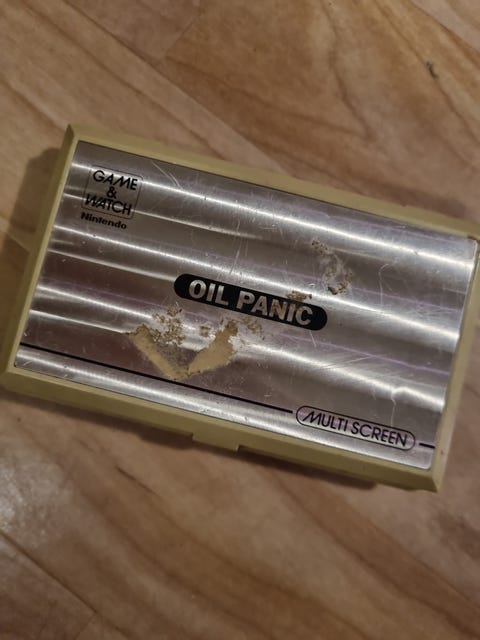 GAME
&
WATCH
Nintendo
OIL PANIC
MULTI SCREEN